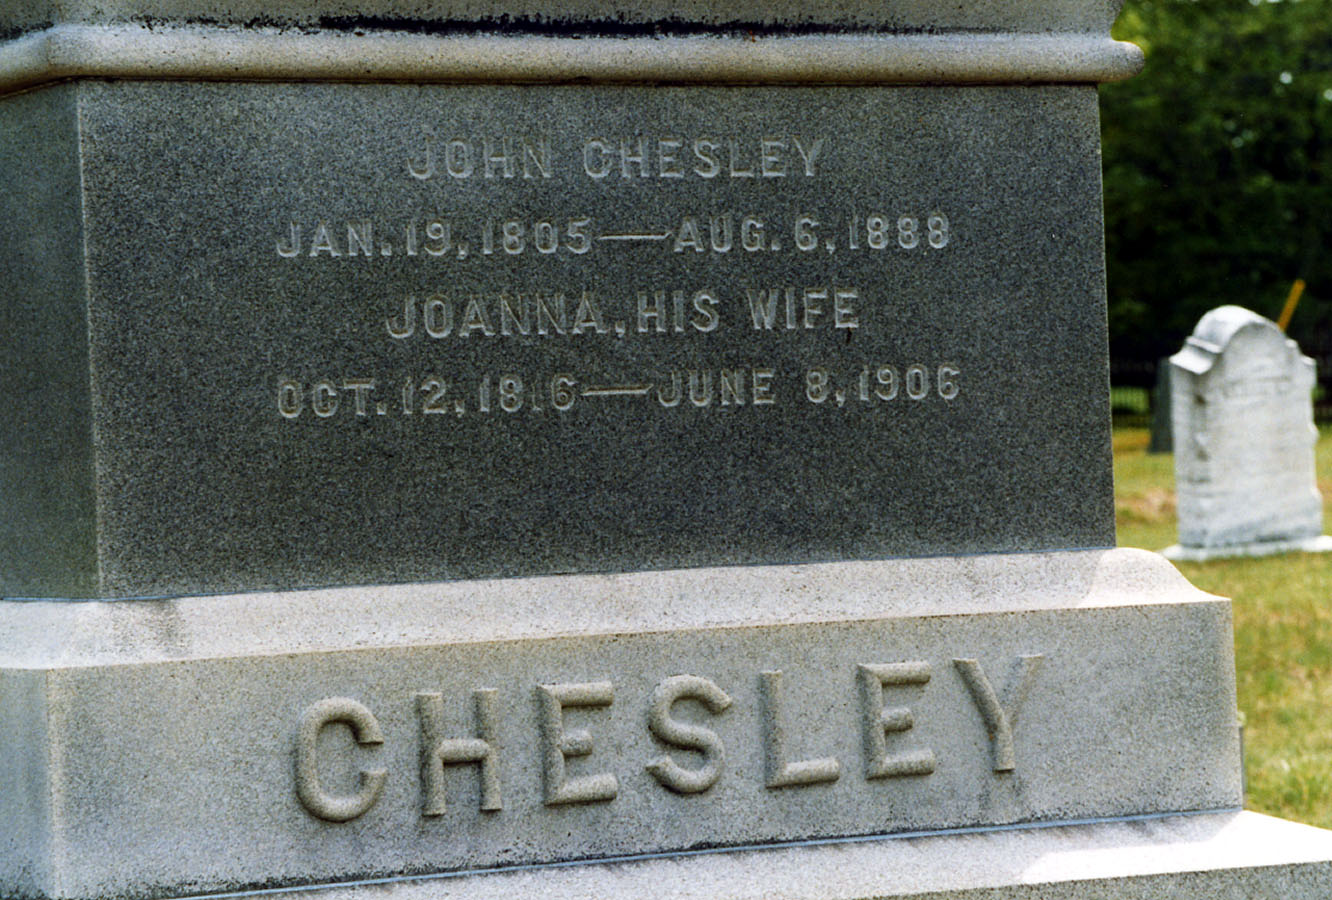 JOHN CHESLEY
JAN. 19, 1805 — AUG. 6, 1888
JOANNA, HIS WIFE
OCT. 12, 1816 — JUNE 8, 1906
CHESLEY